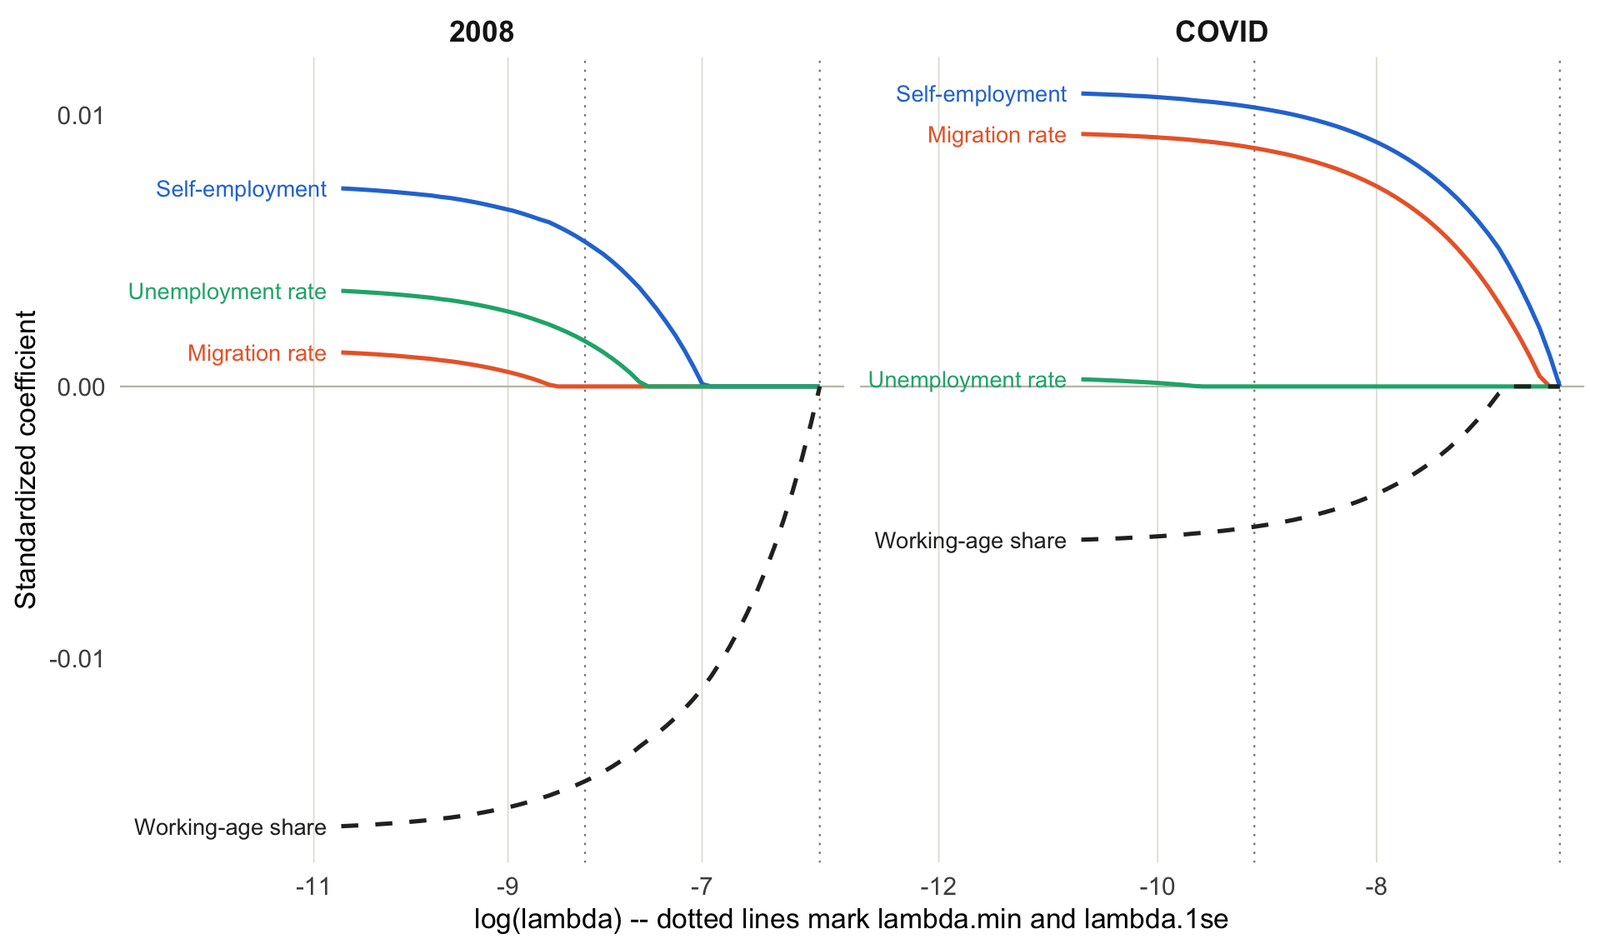 2008
COVID
Self-employment
Migration rate
0.01
Self-employment
Unemployment rate
Migration rate
0.00
Unemployment rate
Standardized coefficient
Working-age share
-0.01
Working-age share
-11
-9
-7
-12
-10
-8
log(lambda) -- dotted lines mark lambda.min and lambda.1se